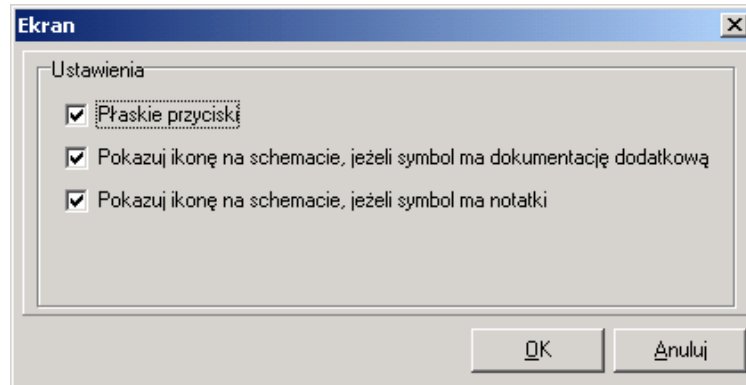 Ekran
Ustawienia
Płaskie przyciski
Pokazuj ikonę na schemacie, jeżeli symbol ma dokumentację dodatkową
Pokazuj ikonę na schemacie, jeżeli symbol ma notatki
OK Anuluj